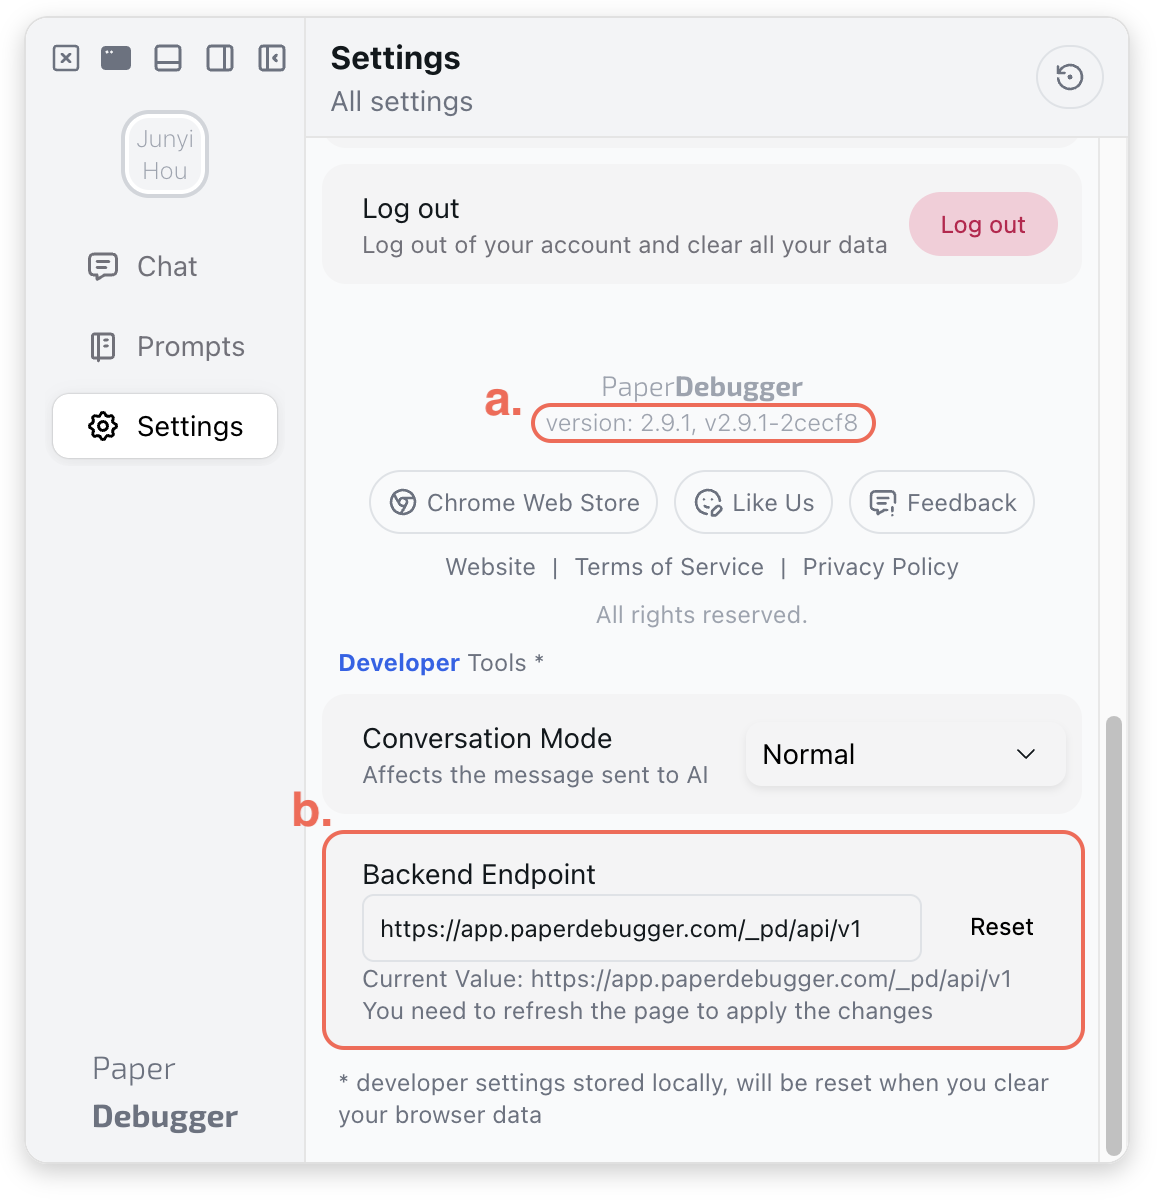 Junyi
Hou
Chat
Prompts
Settings
Paper
Debugger
Settings
All settings
Log out
Log out of your account and clear all your data
Log out
a.
PaperDebugger
version: 2.9.1, v2.9.1-2cecf8
Chrome Web Store
Like Us
Feedback
Website | Terms of Service | Privacy Policy
All rights reserved.
Developer Tools *
Conversation Mode
Affects the message sent to AI
Normal
b.
Backend Endpoint
https://app.paperdebugger.com/_pd/api/v1
Reset
Current Value: https://app.paperdebugger.com/_pd/api/v1
You need to refresh the page to apply the changes
* developer settings stored locally, will be reset when you clear
your browser data